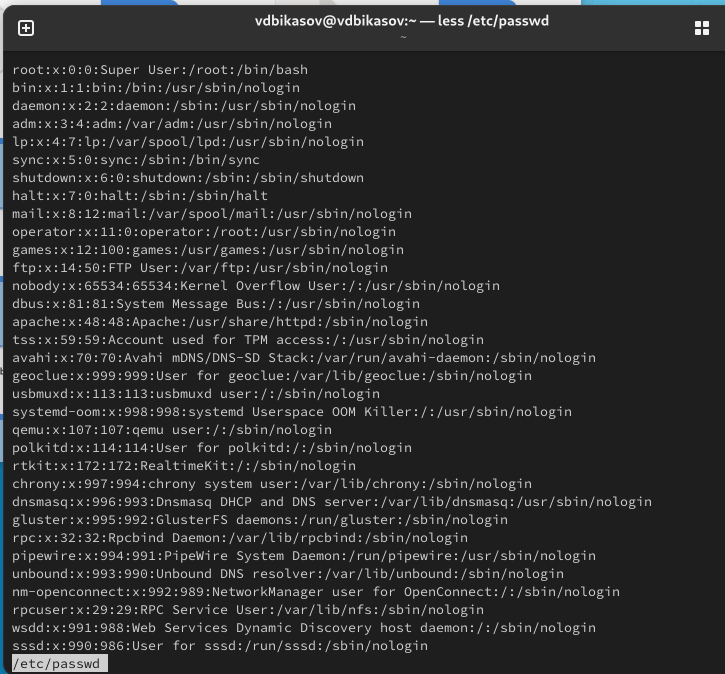 vdbikasov@vdbikasov:~ — less /etc/passwd
~
root:x:0:0:Super User:/root:/bin/bash
bin:x:1:1:bin:/bin:/usr/sbin/nologin
daemon:x:2:2:daemon:/sbin:/usr/sbin/nologin
adm:x:3:4:adm:/var/adm:/usr/sbin/nologin
lp:x:4:7:lp:/var/spool/lpd:/usr/sbin/nologin
sync:x:5:0:sync:/sbin:/bin/sync
shutdown:x:6:0:shutdown:/sbin:/sbin/shutdown
halt:x:7:0:halt:/sbin:/sbin/halt
mail:x:8:12:mail:/var/spool/mail:/usr/sbin/nologin
operator:x:11:0:operator:/root:/usr/sbin/nologin
games:x:12:100:games:/usr/games:/usr/sbin/nologin
ftp:x:14:50:FTP User:/var/ftp:/usr/sbin/nologin
nobody:x:65534:65534:Kernel Overflow User:/:/usr/sbin/nologin
dbus:x:81:81:System Message Bus:/:/usr/sbin/nologin
apache:x:48:48:Apache:/usr/share/httpd:/sbin/nologin
tss:x:59:59:Account used for TPM access:/:/usr/sbin/nologin
avahi:x:70:70:Avahi mDNS/DNS-SD Stack:/var/run/avahi-daemon:/sbin/nologin
geoclue:x:999:999:User for geoclue:/var/lib/geoclue:/sbin/nologin
usbmuxd:x:113:113:usbmuxd user:/:/sbin/nologin
systemd-oom:x:998:998:systemd Userspace OOM Killer:/:/usr/sbin/nologin
qemu:x:107:107:qemu user:/:/sbin/nologin
polkitd:x:114:114:User for polkitd:/:/sbin/nologin
rtkit:x:172:172:RealtimeKit:/:/sbin/nologin
chrony:x:997:994:chrony system user:/var/lib/chrony:/sbin/nologin
dnsmasq:x:996:993:Dnsmasq DHCP and DNS server:/var/lib/dnsmasq:/usr/sbin/nologin
gluster:x:995:992:GlusterFS daemons:/run/gluster:/sbin/nologin
rpc:x:32:32:Rpcbind Daemon:/var/lib/rpcbind:/sbin/nologin
pipewire:x:994:991:PipeWire System Daemon:/run/pipewire:/usr/sbin/nologin
unbound:x:993:990:Unbound DNS resolver:/var/lib/unbound:/sbin/nologin
nm-openconnect:x:992:989:NetworkManager user for OpenConnect:/:/sbin/nologin
rpcuser:x:29:29:RPC Service User:/var/lib/nfs:/sbin/nologin
wsdd:x:991:988:Web Services Dynamic Discovery host daemon:/:/sbin/nologin
sssd:x:990:986:User for sssd:/run/sssd:/sbin/nologin
/etc/passwd